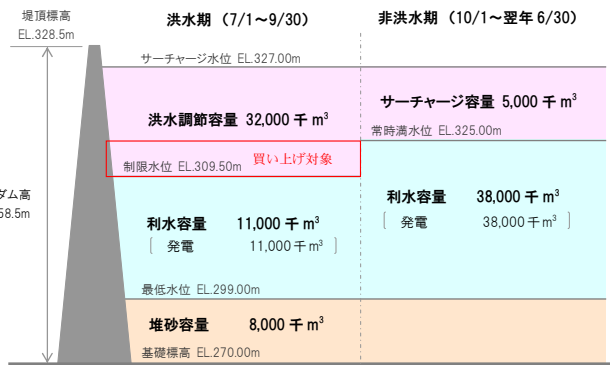 堤頂標高
EL.328.5m
洪水期（7/1～9/30）
非洪水期（10/1～翌年 6/30）
サーチャージ水位 EL.327.00m
洪水調節容量 32,000 千 m³
サーチャージ容量 5,000 千 m³
常時満水位 EL.325.00m
制限水位 EL.309.50m
買い上げ対象
ダム高
58.5m
利水容量 11,000 千 m³
［ 発電 11,000 千 m³ ］
利水容量 38,000 千 m³
［ 発電 38,000 千 m³ ］
最低水位 EL.299.00m
堆砂容量 8,000 千 m³
基礎標高 EL.270.00m